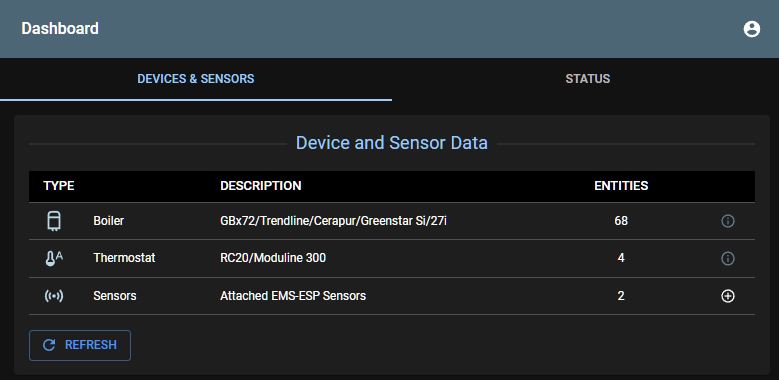 Dashboard
DEVICES & SENSORS STATUS
Device and Sensor Data
TYPE DESCRIPTION ENTITIES
Boiler GBx72/Trendline/Cerapur/Greenstar Si/27i 68
A Thermostat RC20/Moduline 300 4
Sensors Attached EMS-ESP Sensors 2
REFRESH